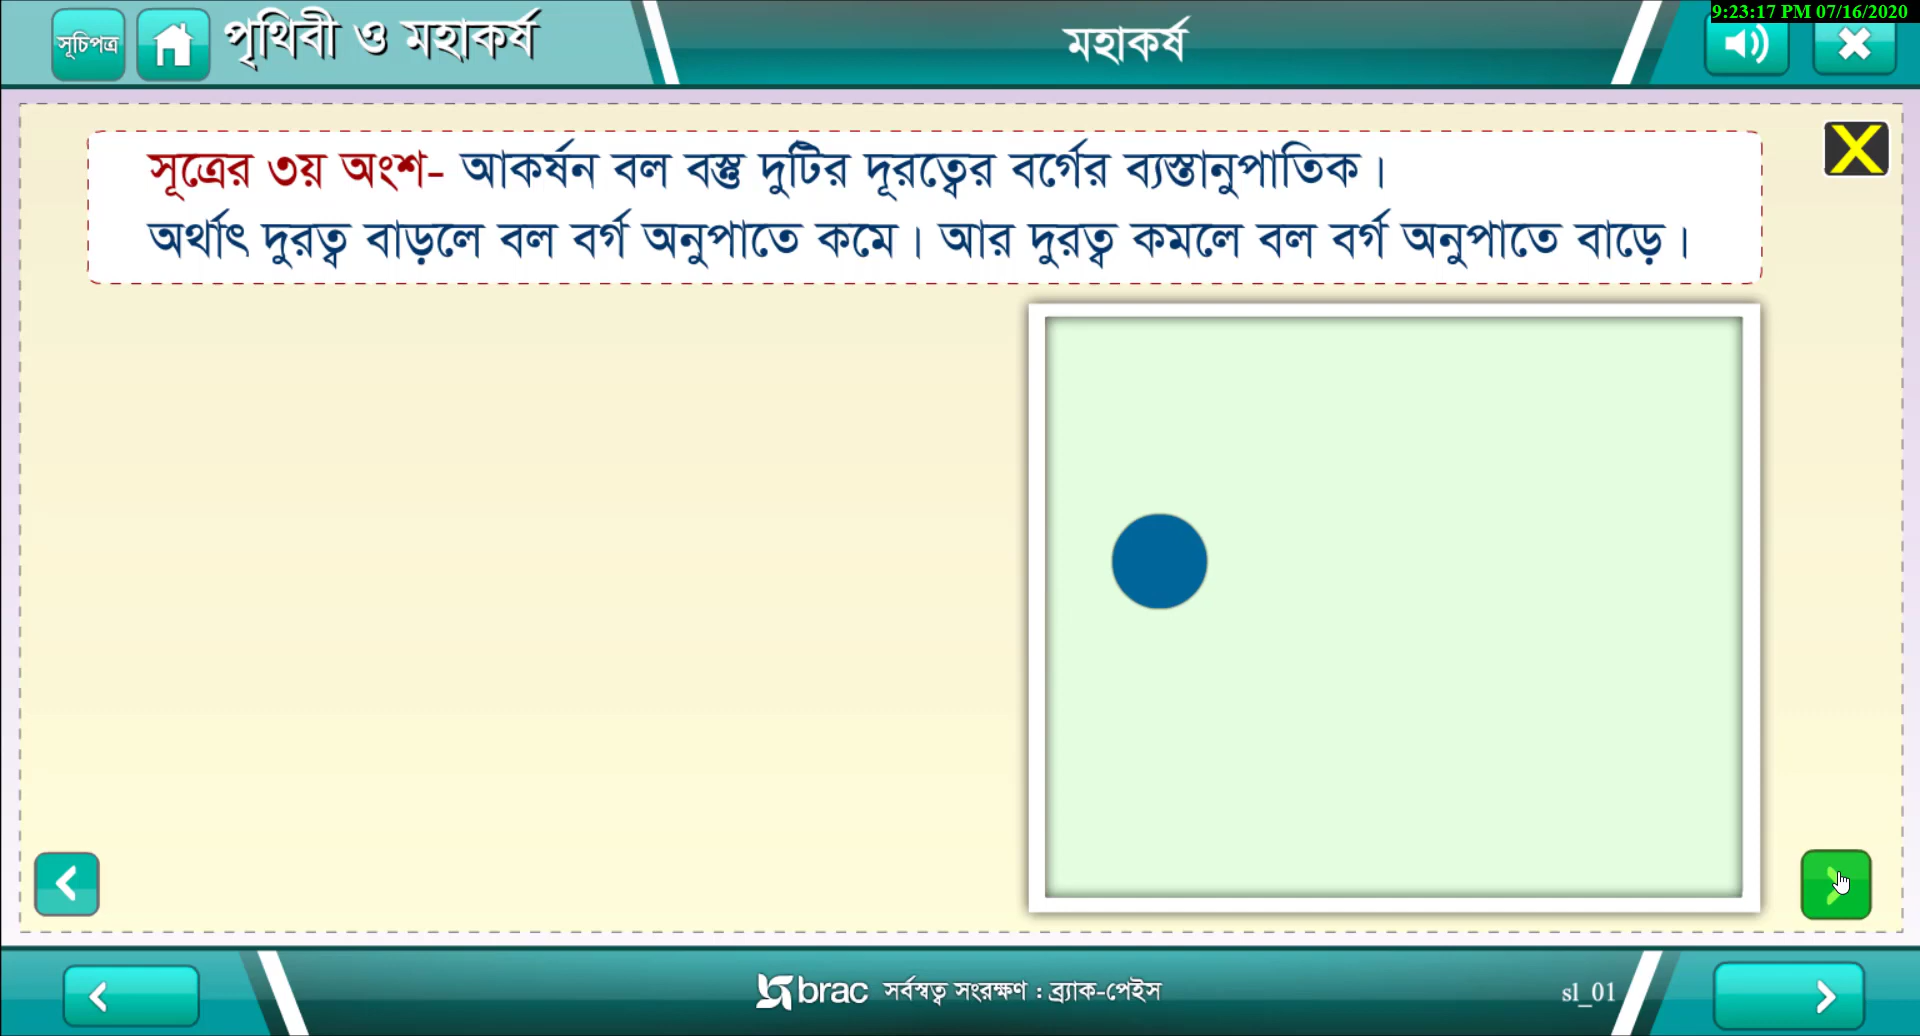 9:23:17 PM 07/16/2020
সূচিপত্র
পৃথিবী ও মহাকর্ষ
মহাকর্ষ
সূত্রের ৩য় অংশ- আকর্ষন বল বস্তু দুটির দূরত্বের বর্গের ব্যস্তানুপাতিক।
অর্থাৎ দুরত্ব বাড়লে বল বর্গ অনুপাতে কমে। আর দুরত্ব কমলে বল বর্গ অনুপাতে বাড়ে।
X
brac সর্বস্বত্ব সংরক্ষণ : ব্র্যাক-পেইস
sl_01